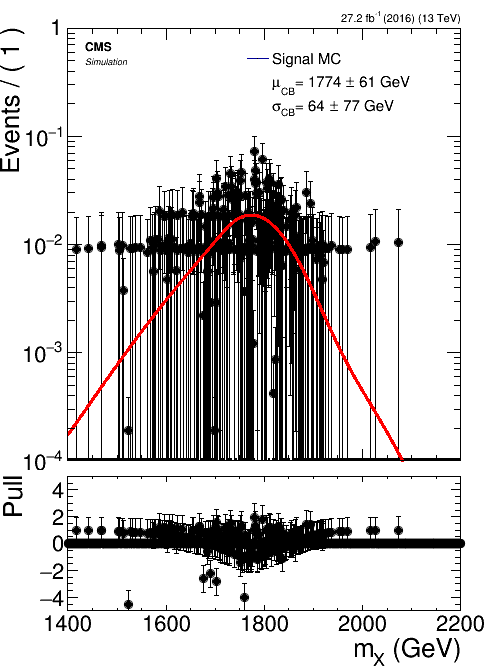 27.2 fb⁻¹ (2016) (13 TeV)
Events / ( 1 )
1
CMS
Simulation
Signal MC
μ_CB= 1774 ± 61 GeV
σ_CB= 64 ± 77 GeV
10⁻¹
10⁻²
10⁻³
10⁻⁴
Pull
4
2
0
−2
−4
1400 1600 1800 2000 2200
m_X (GeV)